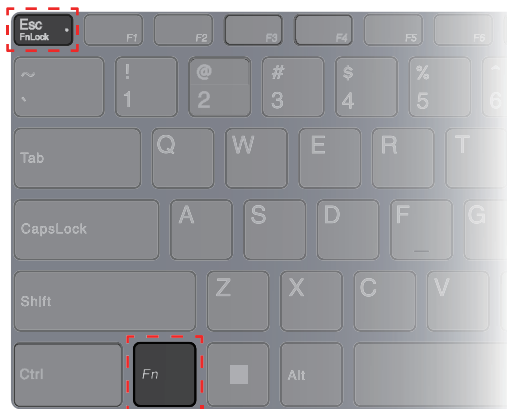 Esc
FnLock
F1
F2
F3
F4
F5
F6
~
`
!
1
@
2
#
3
$
4
%
5
^
6
Tab
Q
W
E
R
T
CapsLock
A
S
D
F
G
Shift
Z
X
C
V
Ctrl
Fn
Alt